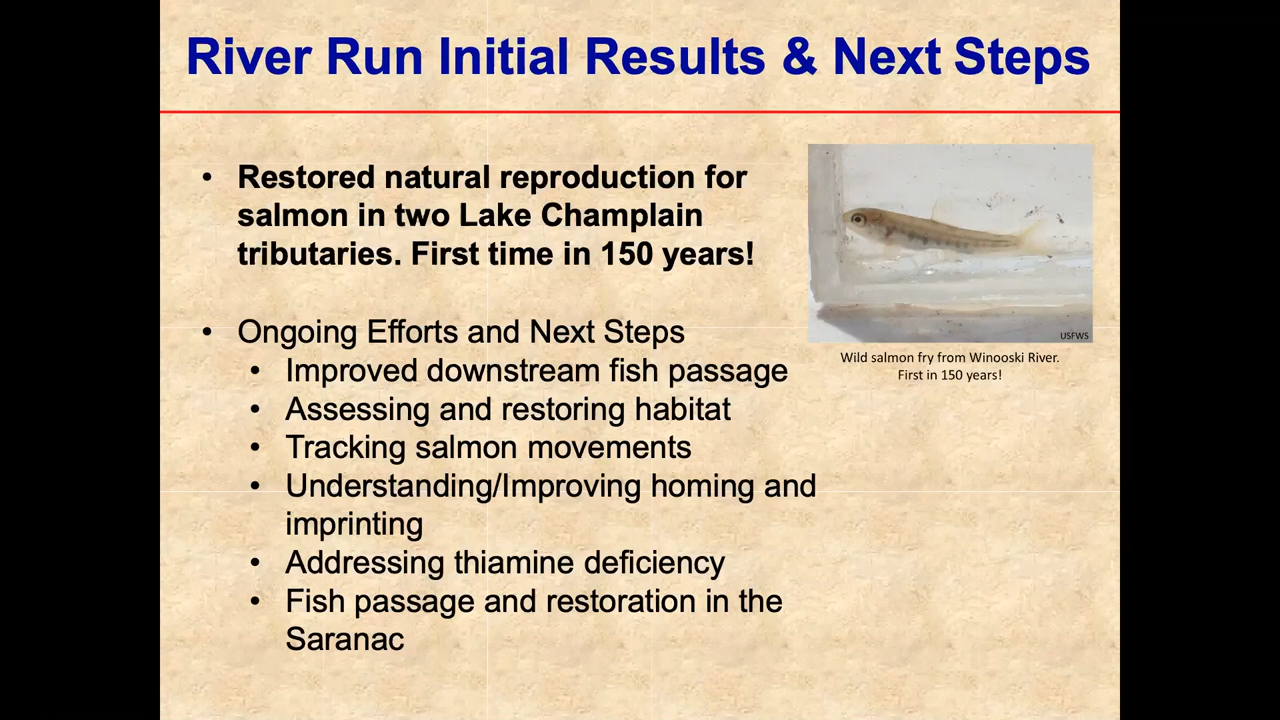 River Run Initial Results & Next Steps
• Restored natural reproduction for
salmon in two Lake Champlain
tributaries. First time in 150 years!
• Ongoing Efforts and Next Steps
• Improved downstream fish passage
• Assessing and restoring habitat
• Tracking salmon movements
• Understanding/Improving homing and
imprinting
• Addressing thiamine deficiency
• Fish passage and restoration in the
Saranac
USFWS
Wild salmon fry from Winooski River.
First in 150 years!